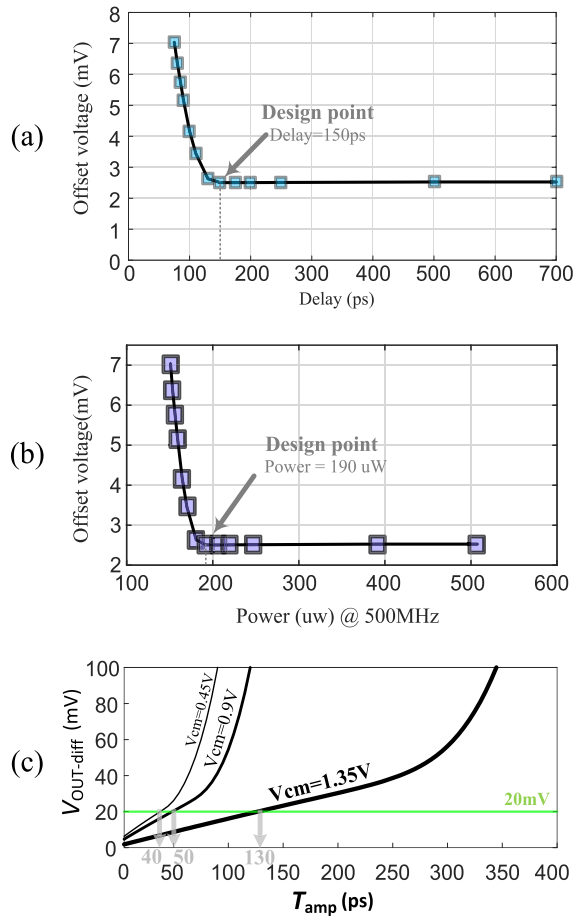 (a)
Offset voltage (mV)
8
7
6
5
4
3
2
1
0
Design point
Delay=150ps
0 100 200 300 400 500 600 700
Delay (ps)
(b)
Offset voltage(mV)
7
6
5
4
3
2
Design point
Power = 190 uW
100 200 300 400 500 600
Power (uw) @ 500MHz
(c)
VOUT-diff (mV)
100
80
60
40
20
0
Vcm=0.45V
Vcm=0.9V
Vcm=1.35V
20mV
40 50 130
0 50 100 150 200 250 300 350 400
Tamp (ps)